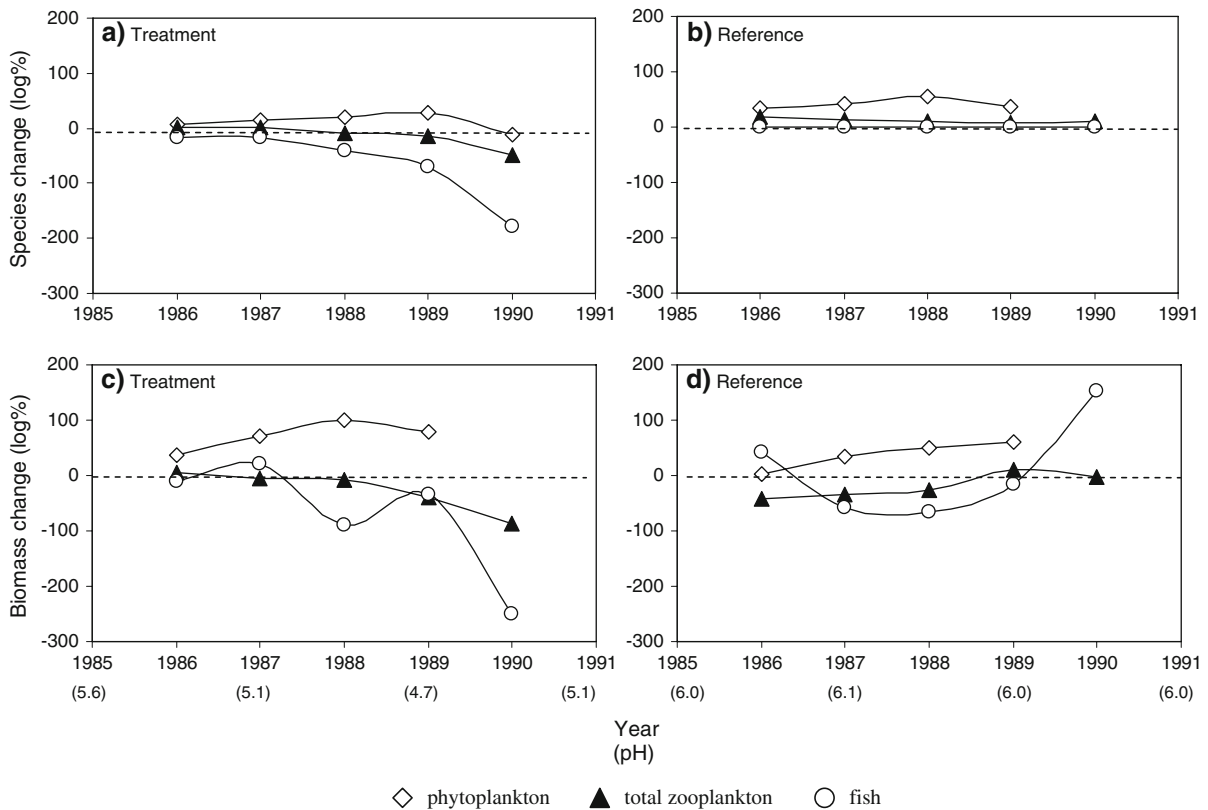 a) Treatment
b) Reference
Species change (log%)
200
100
0
-100
-200
-300
1985 1986 1987 1988 1989 1990 1991
200
100
0
-100
-200
-300
1985 1986 1987 1988 1989 1990 1991
c) Treatment
d) Reference
Biomass change (log%)
200
100
0
-100
-200
-300
1985 1986 1987 1988 1989 1990 1991
(5.6) (5.1) (4.7) (5.1)
200
100
0
-100
-200
-300
1985 1986 1987 1988 1989 1990 1991
(6.0) (6.1) (6.0) (6.0)
Year
(pH)
phytoplankton total zooplankton fish